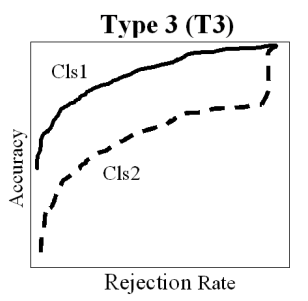 Type 3 (T3)
Cls1
Cls2
Accuracy
Rejection Rate